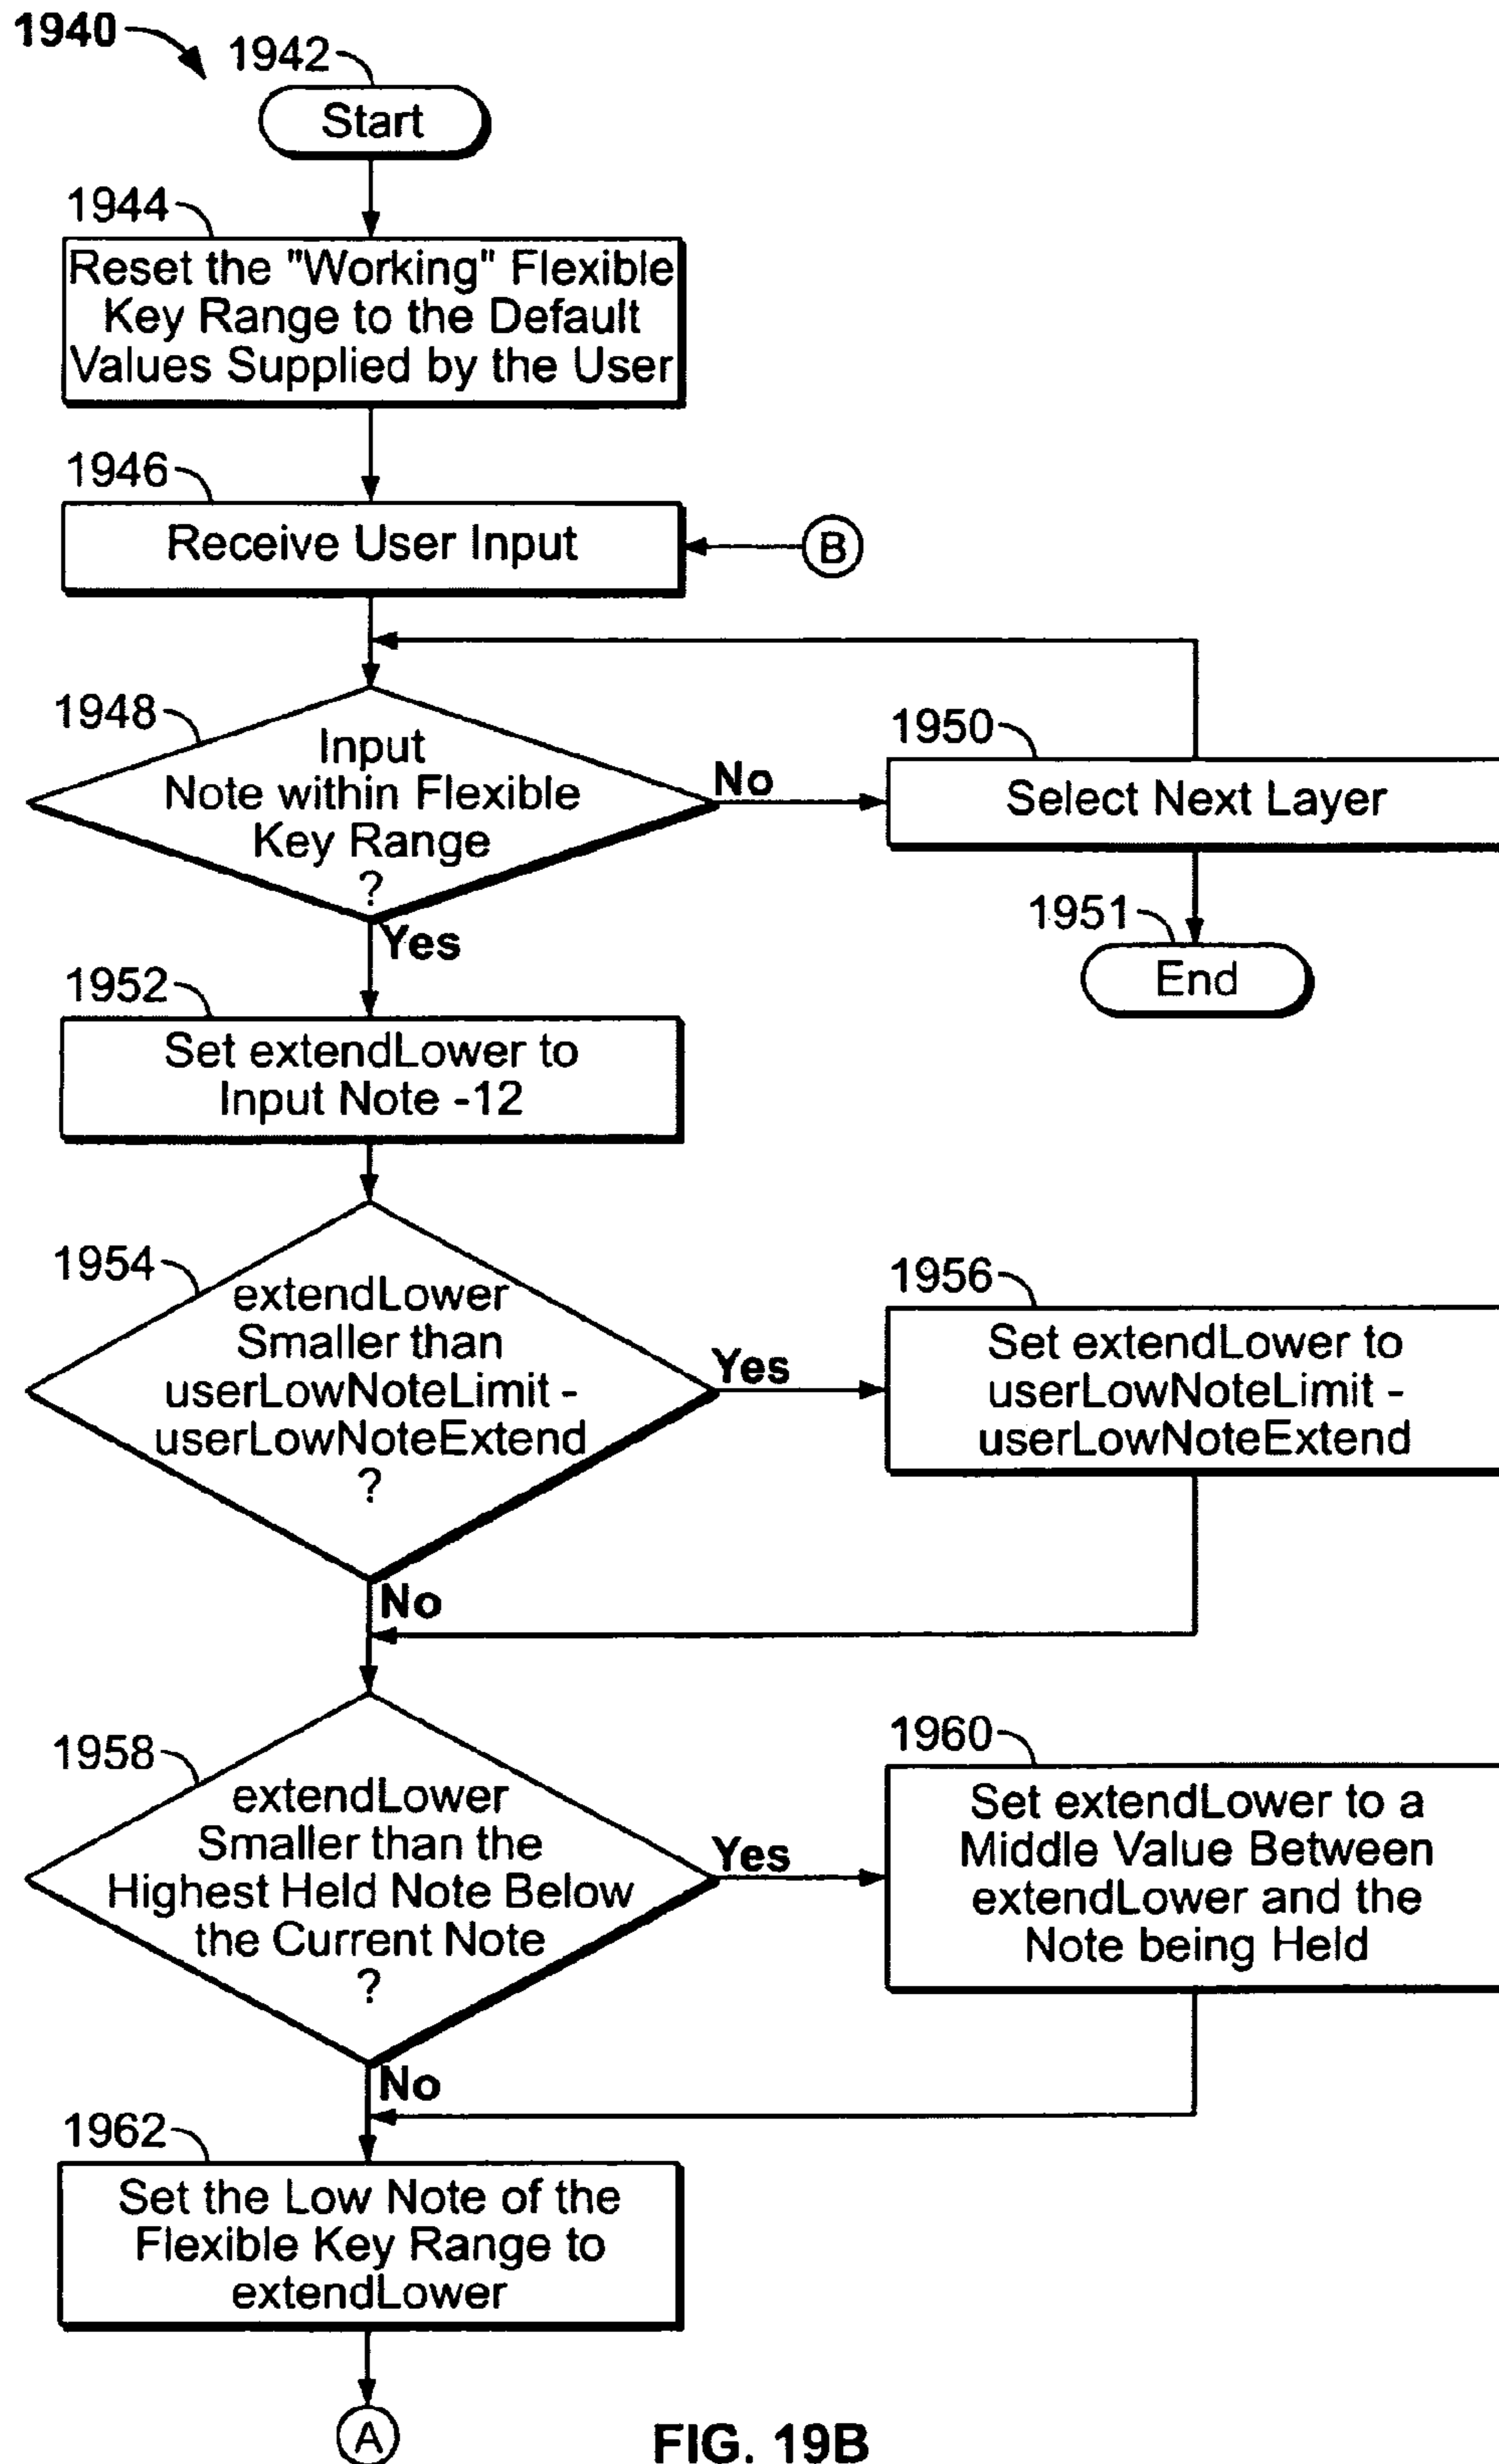 1940
1942
Start
1944
Reset the "Working" Flexible
Key Range to the Default
Values Supplied by the User
1946
Receive User Input
B
1948
Input
Note within Flexible
Key Range
?
No
1950
Select Next Layer
1951
End
Yes
1952
Set extendLower to
Input Note -12
1954
extendLower
Smaller than
userLowNoteLimit -
userLowNoteExtend
?
Yes
1956
Set extendLower to
userLowNoteLimit -
userLowNoteExtend
No
1958
extendLower
Smaller than the
Highest Held Note Below
the Current Note
?
Yes
1960
Set extendLower to a
Middle Value Between
extendLower and the
Note being Held
No
1962
Set the Low Note of the
Flexible Key Range to
extendLower
A
FIG. 19B